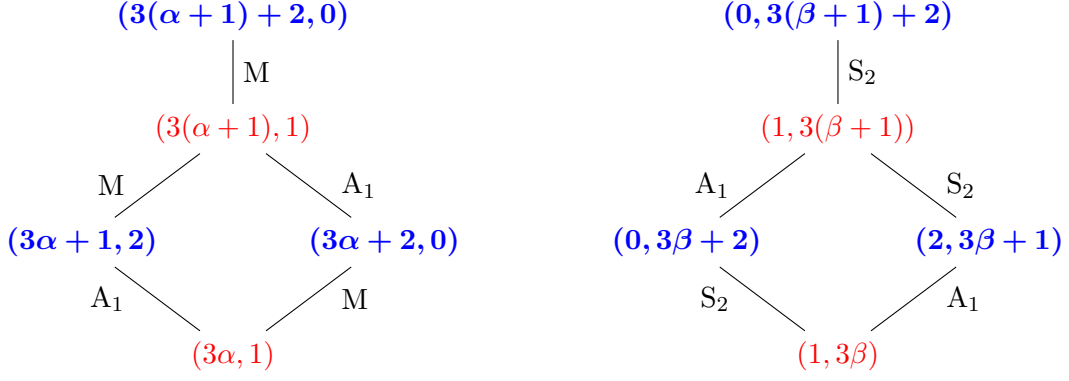 (3(α + 1) + 2, 0) (0, 3(β + 1) + 2)
M S₂
(3(α + 1), 1) (1, 3(β + 1))
M A₁ A₁ S₂
(3α + 1, 2) (3α + 2, 0) (0, 3β + 2) (2, 3β + 1)
A₁ M S₂ A₁
(3α, 1) (1, 3β)